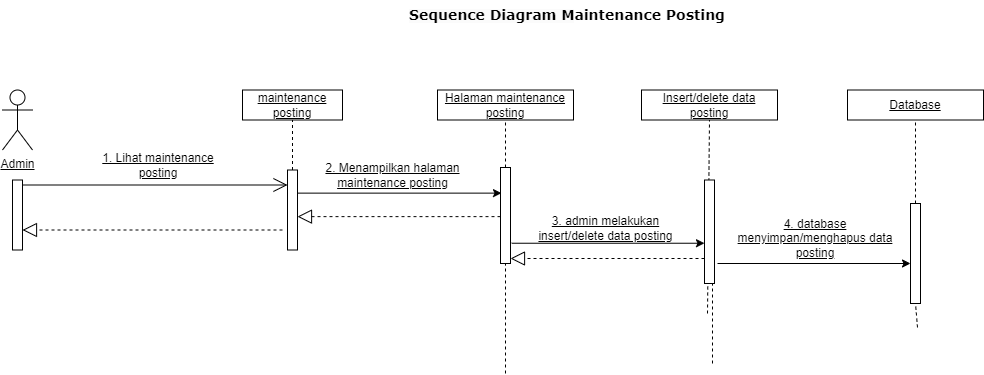 Sequence Diagram Maintenance Posting
maintenance
posting
Halaman maintenance
posting
Insert/delete data
posting
Database
Admin
1. Lihat maintenance
posting
2. Menampilkan halaman
maintenance posting
3. admin melakukan
insert/delete data posting
4. database
menyimpan/menghapus data
posting